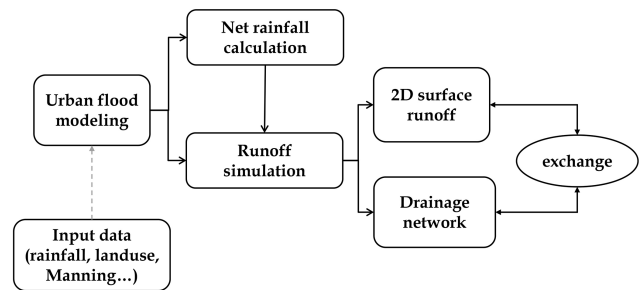 Net rainfall
calculation
Urban flood
modeling
2D surface
runoff
Runoff
simulation
exchange
Drainage
network
Input data
(rainfall, landuse,
Manning…)